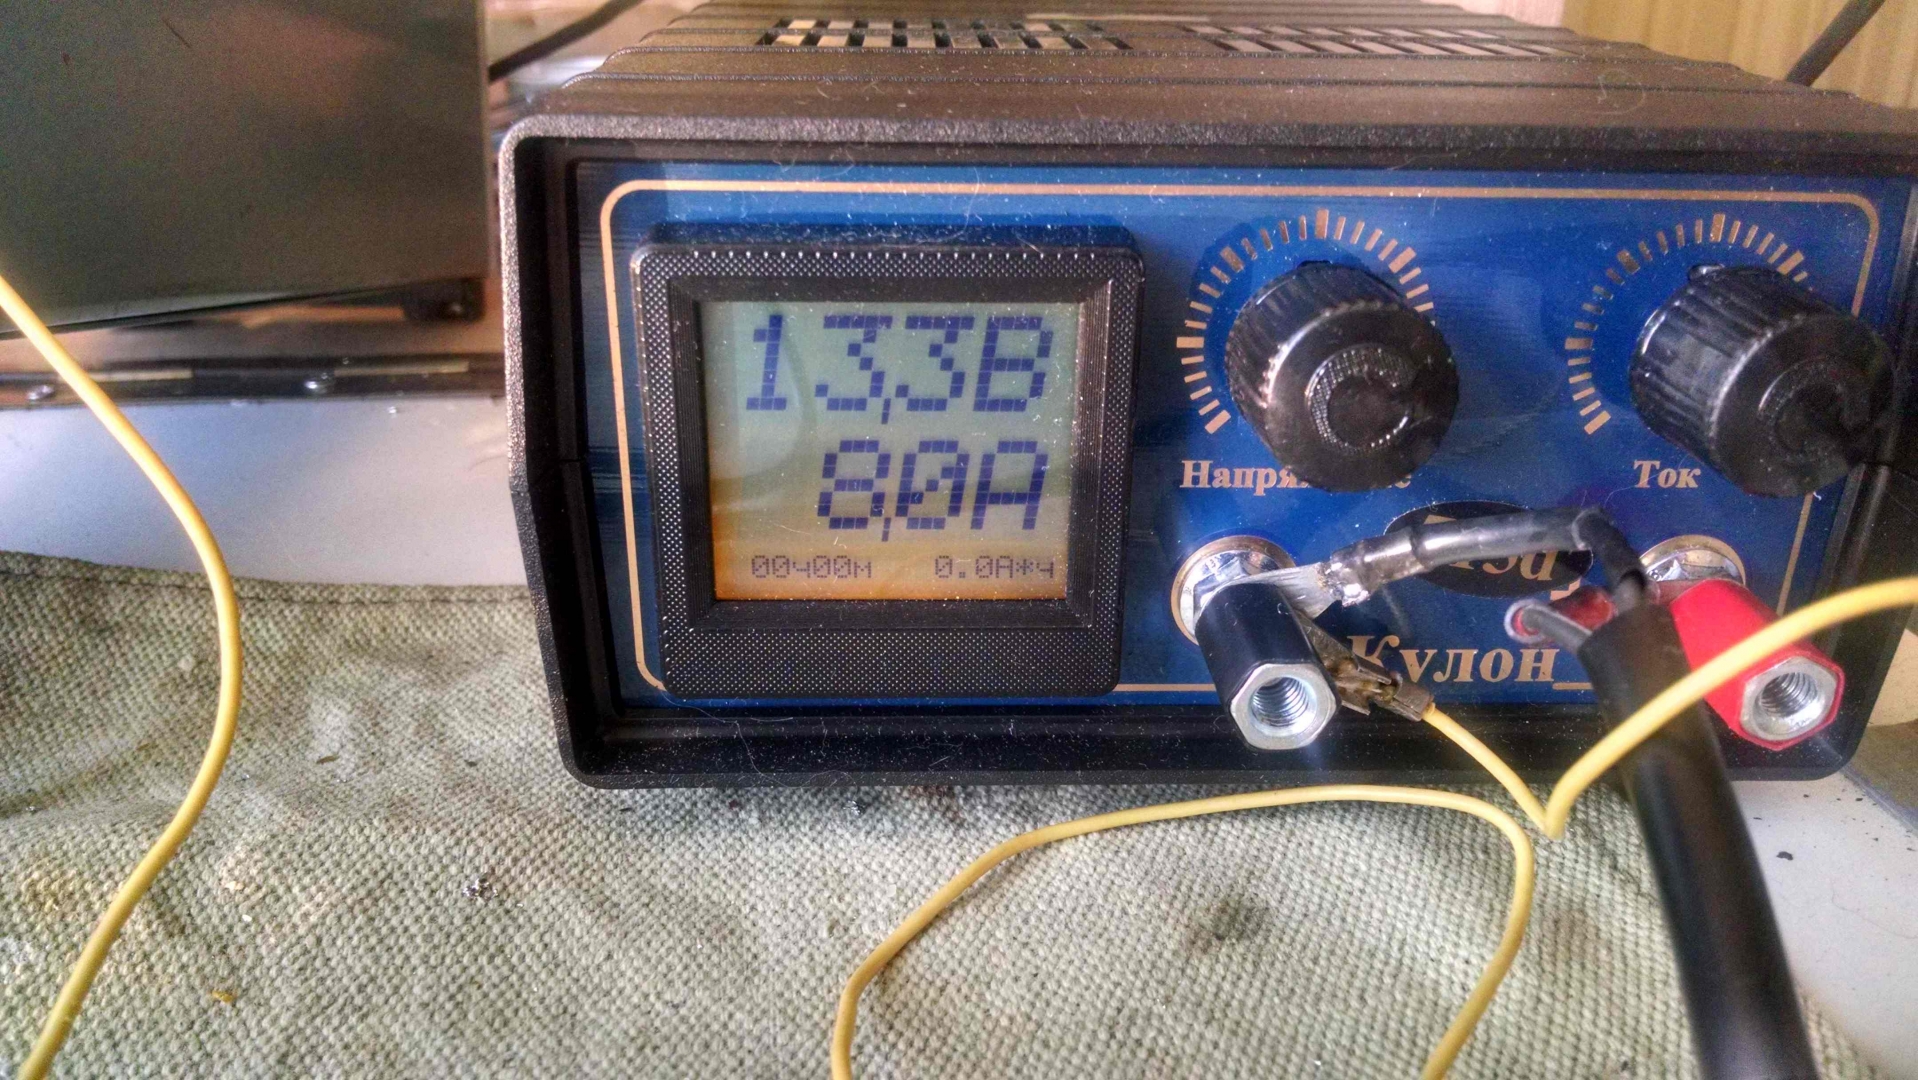 13,3В
8,0А
00ч00м 0.0А*ч
Ток
Кулон